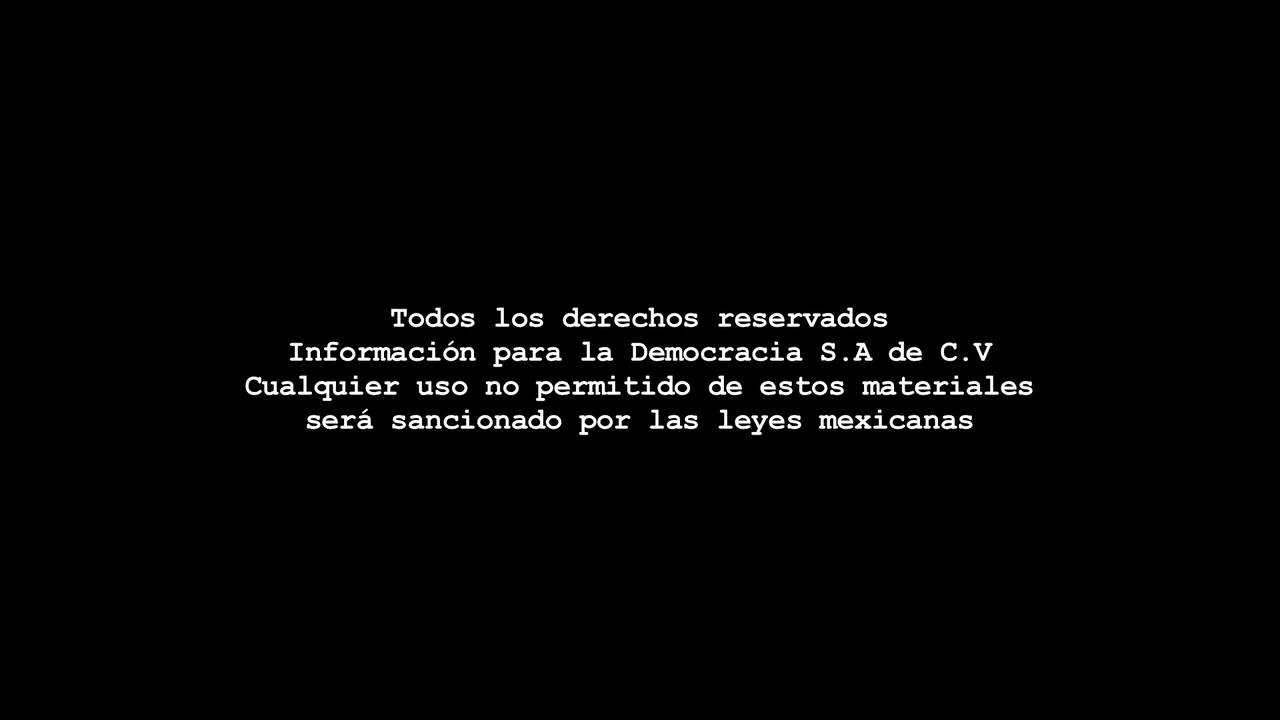 Todos los derechos reservados
Información para la Democracia S.A de C.V
Cualquier uso no permitido de estos materiales
será sancionado por las leyes mexicanas